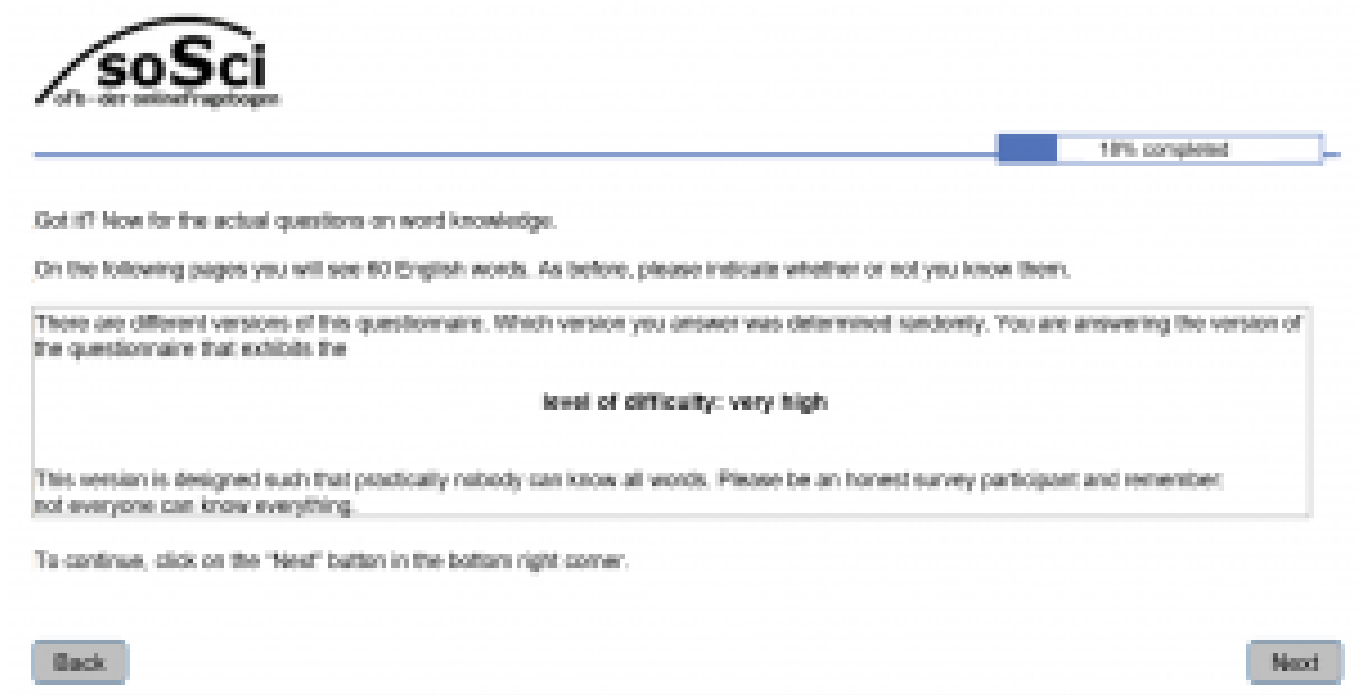 soSci
ofb - der onlineFragebogen
completed
Got it? Now for the actual questions on word knowledge.
On the following pages you will see 60 English words. As before, please indicate whether or not you know them.
There are different versions of this questionnaire. Which version you answer was determined randomly. You are answering the version of
the questionnaire that exhibits the
level of difficulty: very high
This version is designed such that practically nobody can know all words. Please be an honest survey participant and remember:
not everyone can know everything.
To continue, click on the "Next" button in the bottom right corner.
Back
Next